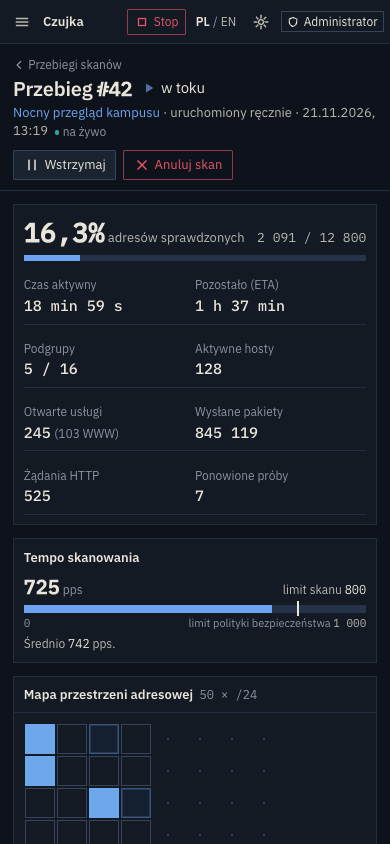 Czujka
Stop
PL / EN
Administrator
Przebiegi skanów
Przebieg #42 w toku
Nocny przegląd kampusu · uruchomiony ręcznie · 21.11.2026,
13:19 na żywo
Wstrzymaj
Anuluj skan
16,3% adresów sprawdzonych 2 091 / 12 800
Czas aktywny
18 min 59 s
Pozostało (ETA)
1 h 37 min
Podgrupy
5 / 16
Aktywne hosty
128
Otwarte usługi
245 (103 WWW)
Wysłane pakiety
845 119
Żądania HTTP
525
Ponowione próby
7
Tempo skanowania
725 pps
limit skanu 800
0
limit polityki bezpieczeństwa 1 000
Średnio 742 pps.
Mapa przestrzeni adresowej 50 × /24